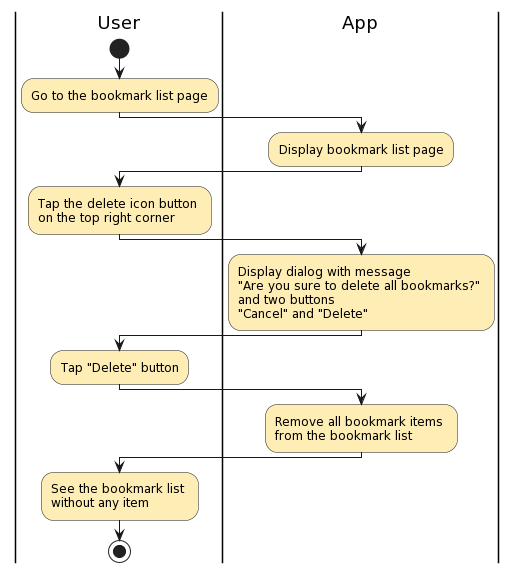 User
App
Go to the bookmark list page
Display bookmark list page
Tap the delete icon button
on the top right corner
Display dialog with message
"Are you sure to delete all bookmarks?"
and two buttons
"Cancel" and "Delete"
Tap "Delete" button
Remove all bookmark items
from the bookmark list
See the bookmark list
without any item